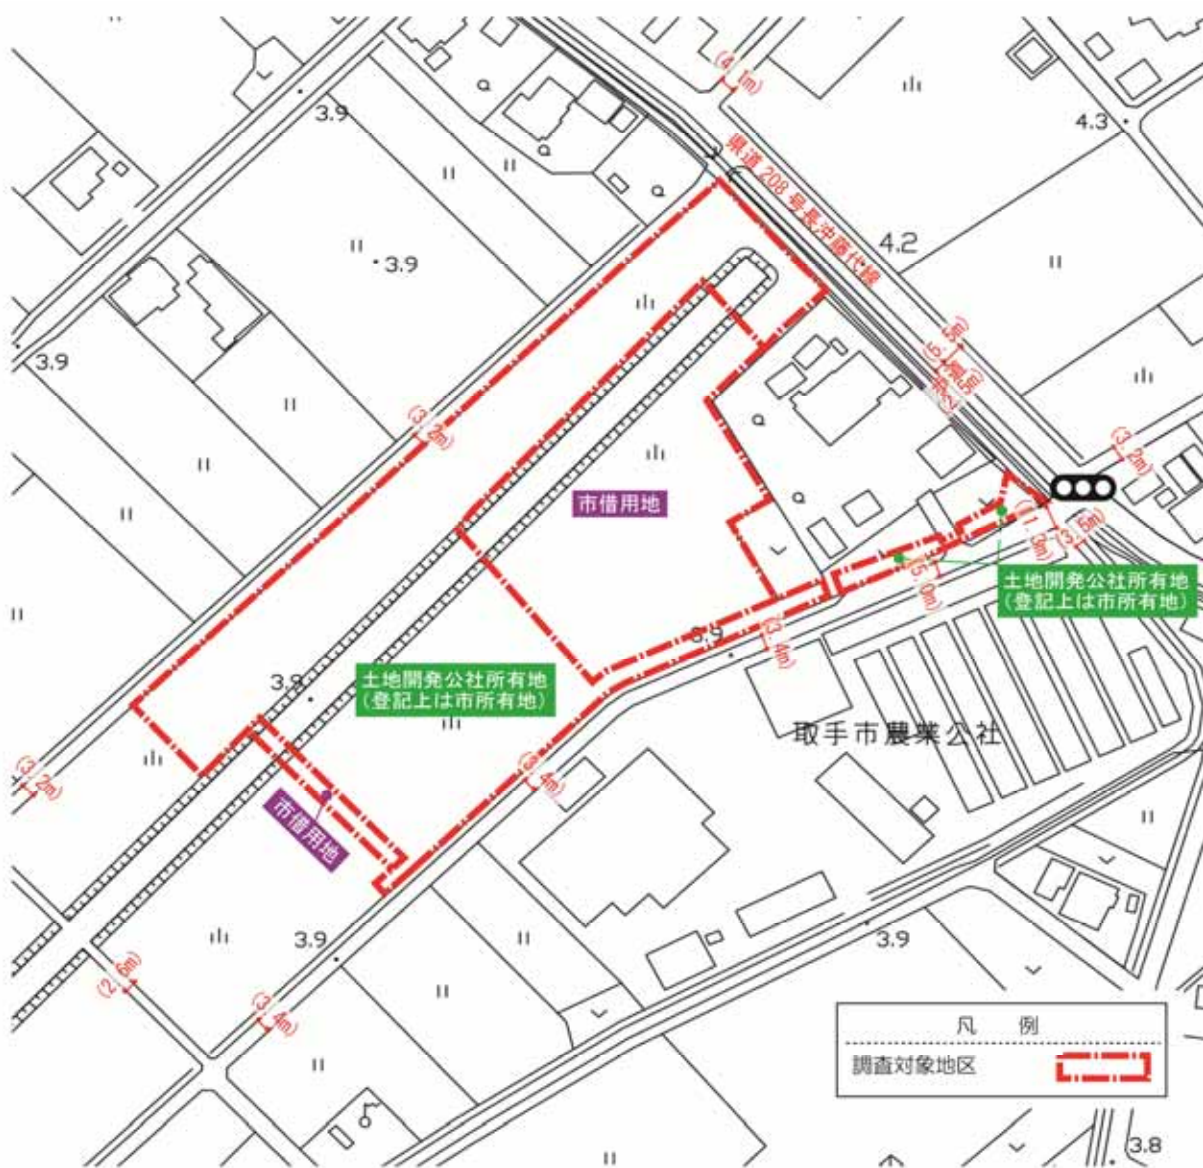 (4.1m)
3.9
4.3
県道208号長沖藤代線
4.2
3.9
3.9
(3.2m)
(3.2m)
市借用地
(3.5m)
(11.3m)
(5.0m)
土地開発公社所有地
(登記上は市所有地)
3.9
(3.4m)
3.9
土地開発公社所有地
(登記上は市所有地)
取手市農業公社
(3.2m)
(3.4m)
市借用地
3.9
3.9
(2.6m)
(3.4m)
凡 例
調査対象地区
3.8